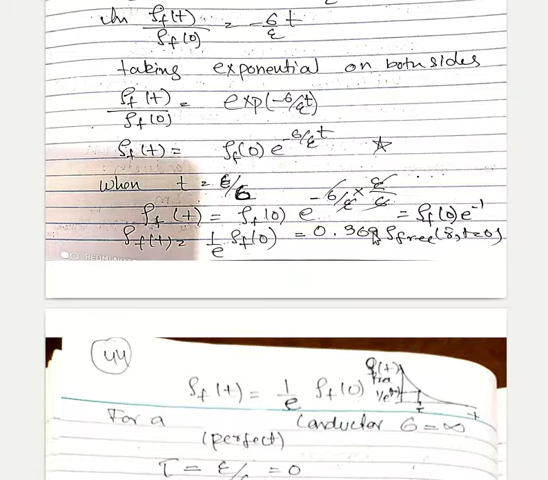 ln ρf(t)/ρf(0) = -σ/ε t
taking exponential on both sides
ρf(t)/ρf(0) = exp(-σ/ε t)
ρf(t) = ρf(0) e^-σ/ε t ☆
when t = ε/σ
ρf(t) = ρf(0) e^-σ/ε × ε/σ = ρf(0) e^-1
ρf(t) = 1/e ρf(0) = 0.369 ρfree(r, t=0)
44
ρf(t) = 1/e ρf(0) ρ(t)
For a (perfect) Conductor σ = ∞
τ = ε/σ = 0